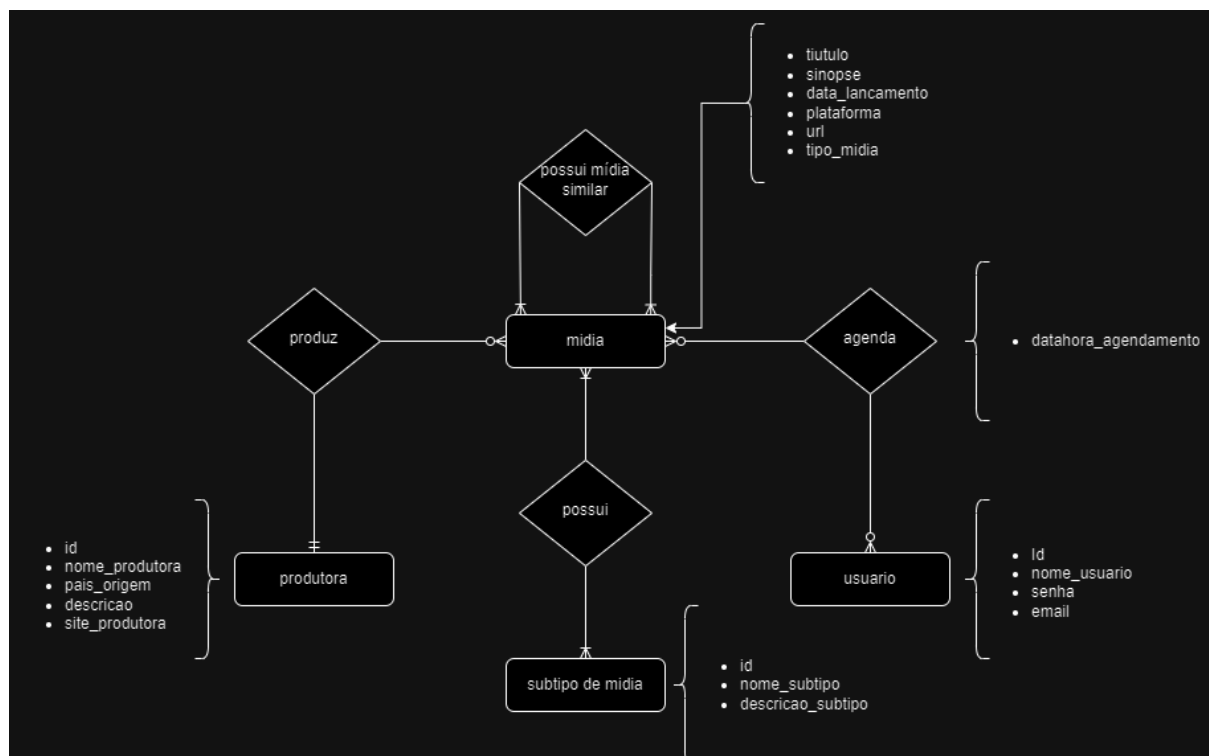 tiutulo
sinopse
data_lancamento
plataforma
url
tipo_midia
possui mídia
similar
produz
midia
agenda
datahora_agendamento
possui
id
nome_produtora
pais_origem
descricao
site_produtora
produtora
usuario
Id
nome_usuario
senha
email
subtipo de midia
id
nome_subtipo
descricao_subtipo